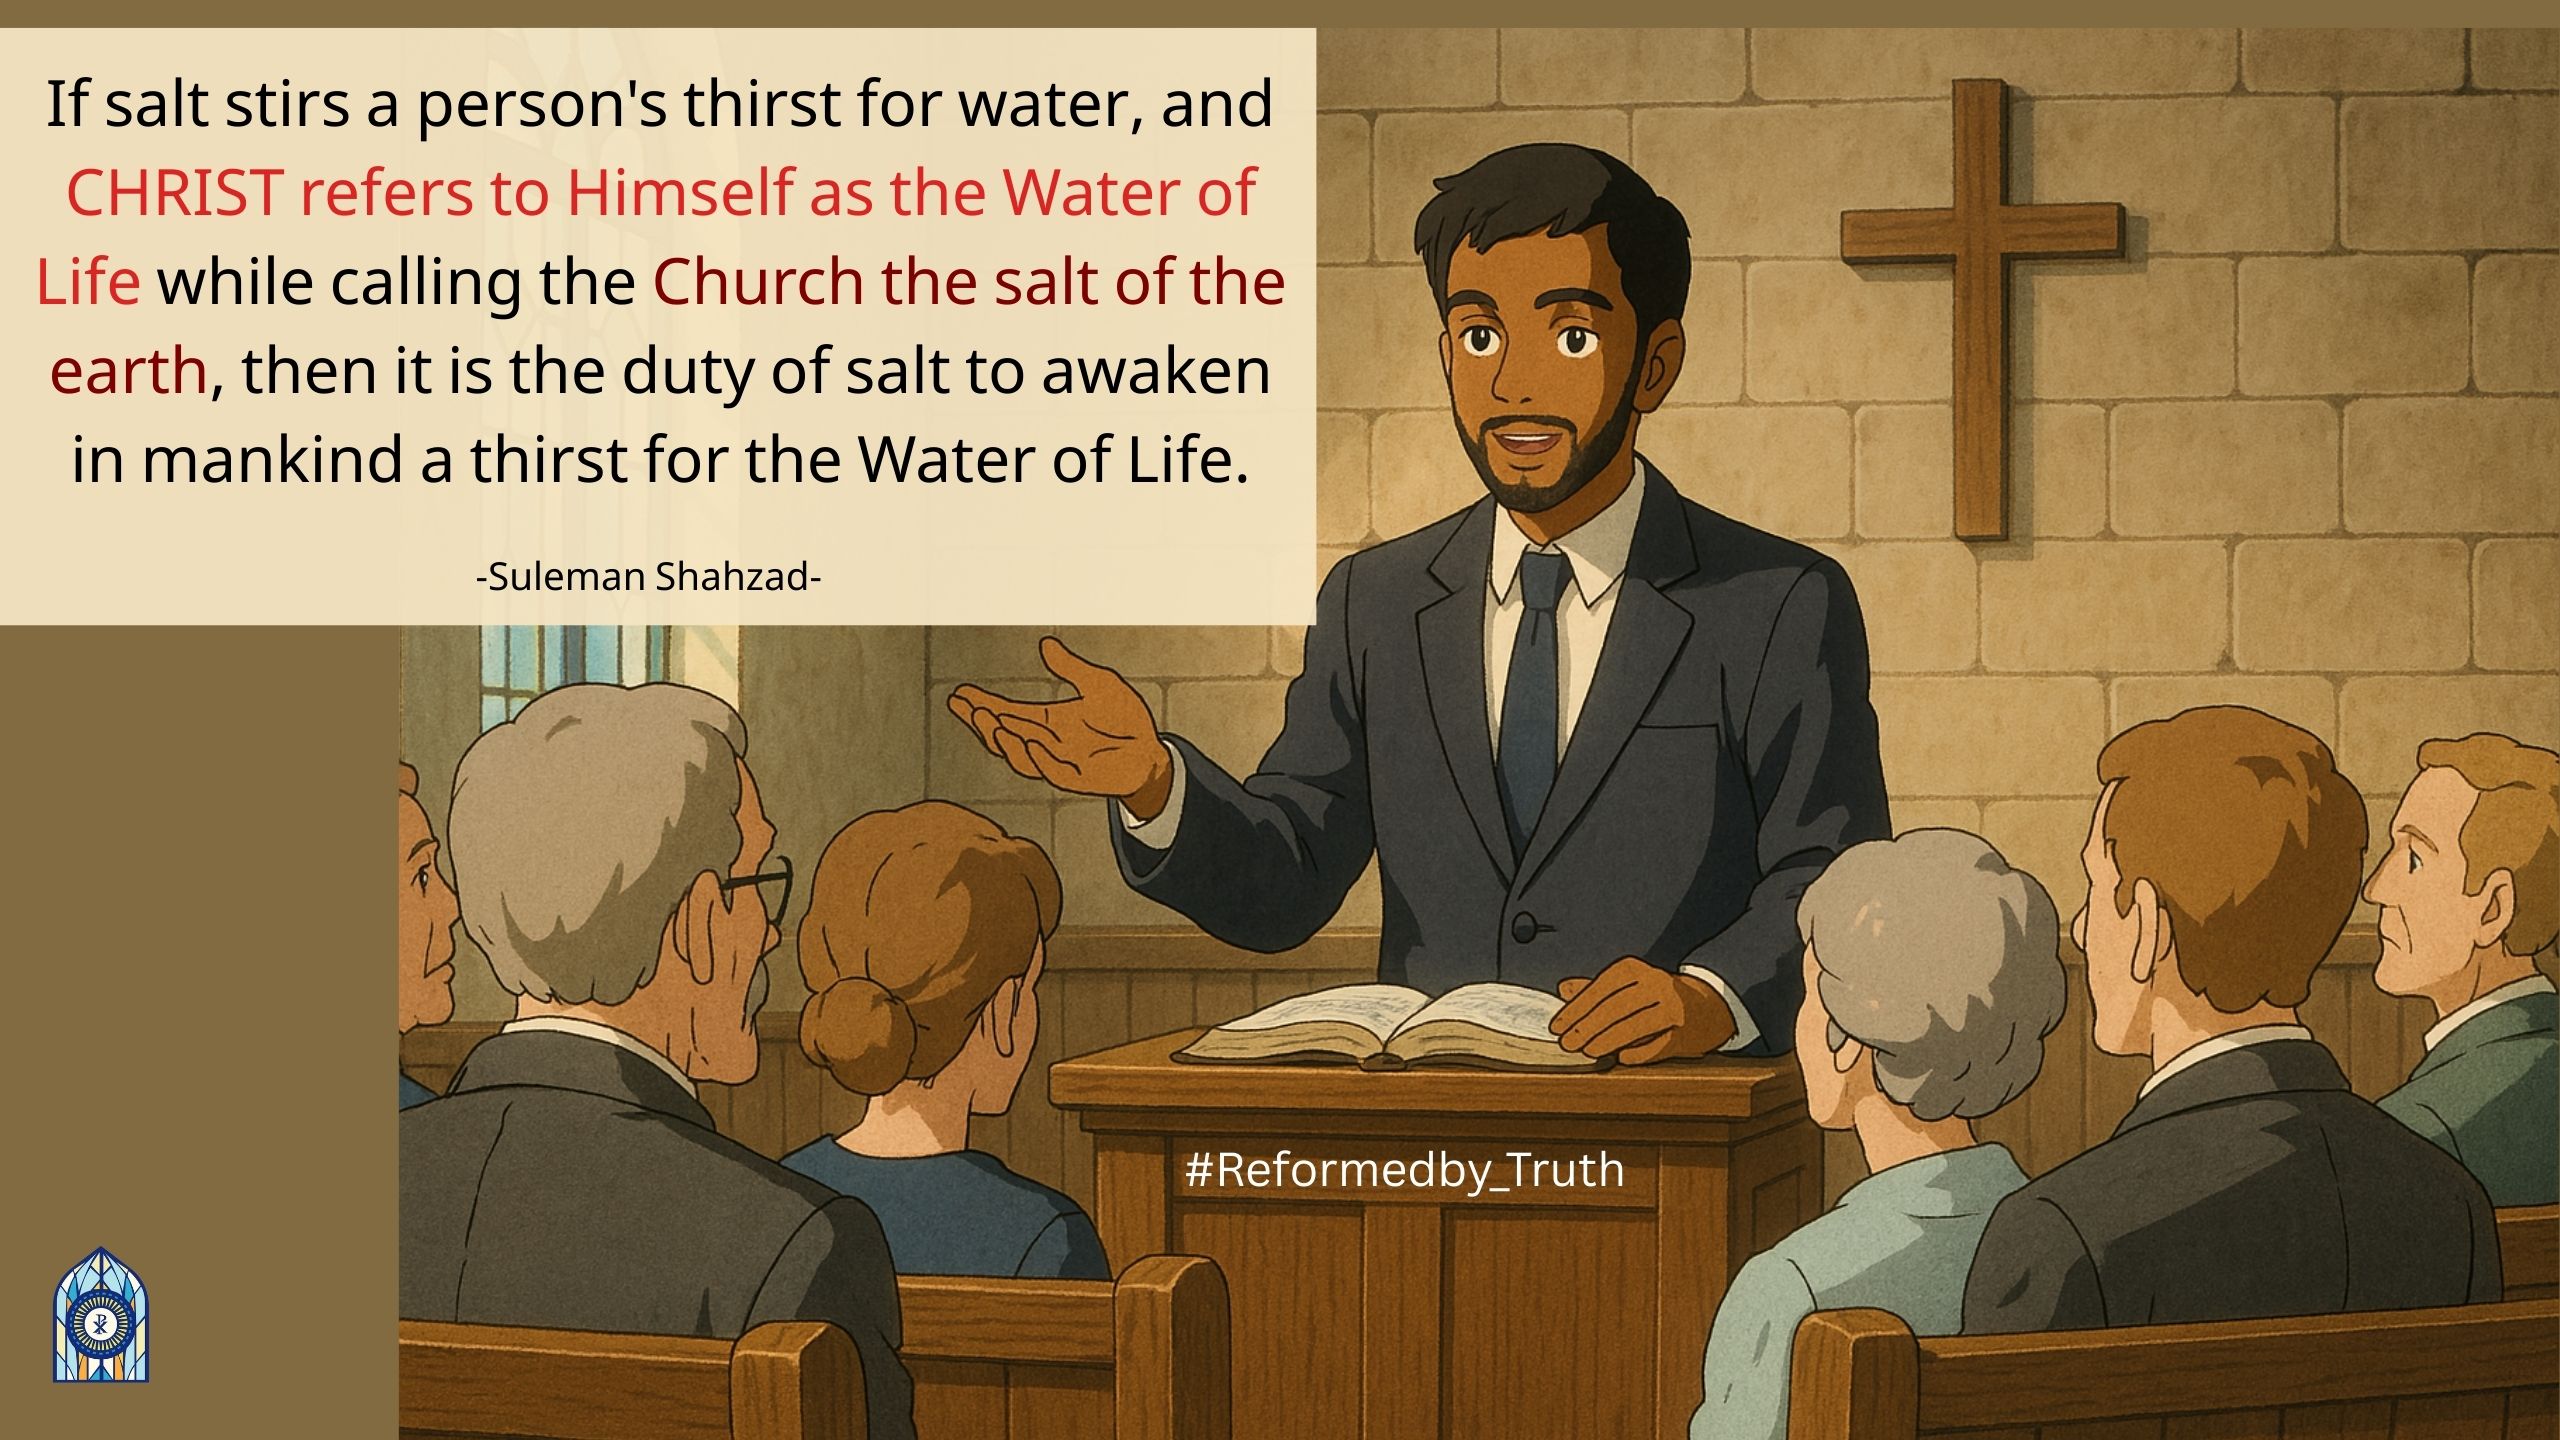 If salt stirs a person's thirst for water, and
CHRIST refers to Himself as the Water of
Life while calling the Church the salt of the
earth, then it is the duty of salt to awaken
in mankind a thirst for the Water of Life.
-Suleman Shahzad-
#Reformedby_Truth